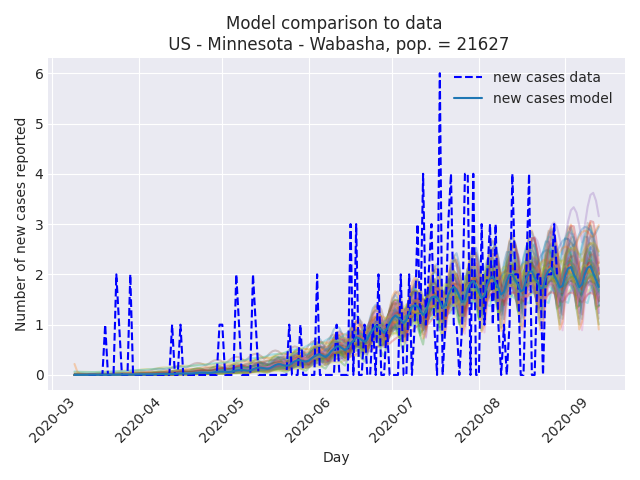 Model comparison to data
US - Minnesota - Wabasha, pop. = 21627
new cases data
new cases model
Number of new cases reported
6
5
4
3
2
1
0
2020-03
2020-04
2020-05
2020-06
2020-07
2020-08
2020-09
Day